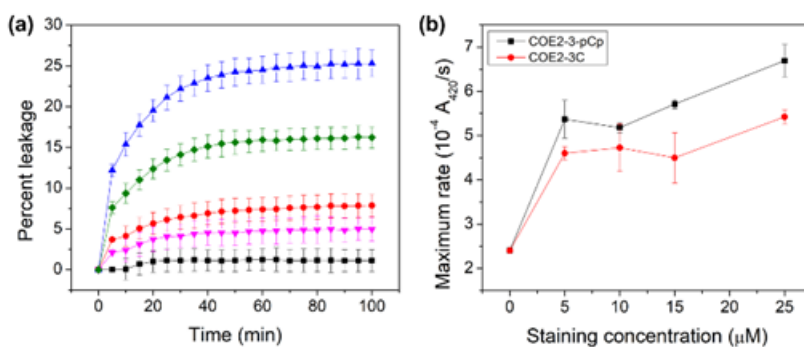 (a)
30
25
20
15
10
5
0
Percent leakage
0 20 40 60 80 100
Time (min)
(b)
COE2-3-pCp
COE2-3C
7
6
5
4
3
2
Maximum rate (10⁻⁴ A₄₂₀/s)
0 5 10 15 20 25
Staining concentration (μM)